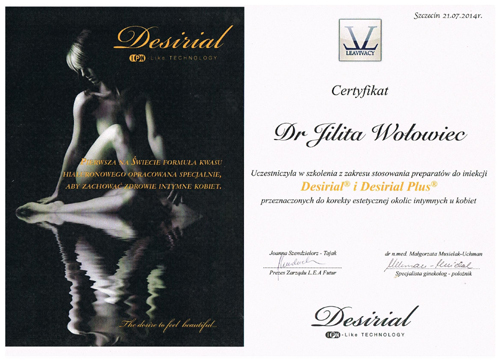 Desirial
IPN -Like TECHNOLOGY
PIERWSZA NA ŚWIECIE FORMUŁA KWASU
HIALURONOWEGO OPRACOWANA SPECJALNIE,
ABY ZACHOWAĆ ZDROWIE INTYMNE KOBIET.
The desire to feel beautiful...
Szczecin 21.07.2014r.
LEAVIVACY
Certyfikat
Dr Jilita Wołowiec
Uczestniczyła w szkoleniu z zakresu stosowania preparatów do iniekcji
Desirial® i Desirial Plus®
przeznaczonych do korekty estetycznej okolic intymnych u kobiet
Joanna Szendzielorz - Tajak
Prezes Zarządu L E A Futur
dr n.med. Małgorzata Musielak-Uchman
Specjalista ginekolog - położnik
Desirial
IPN -Like TECHNOLOGY